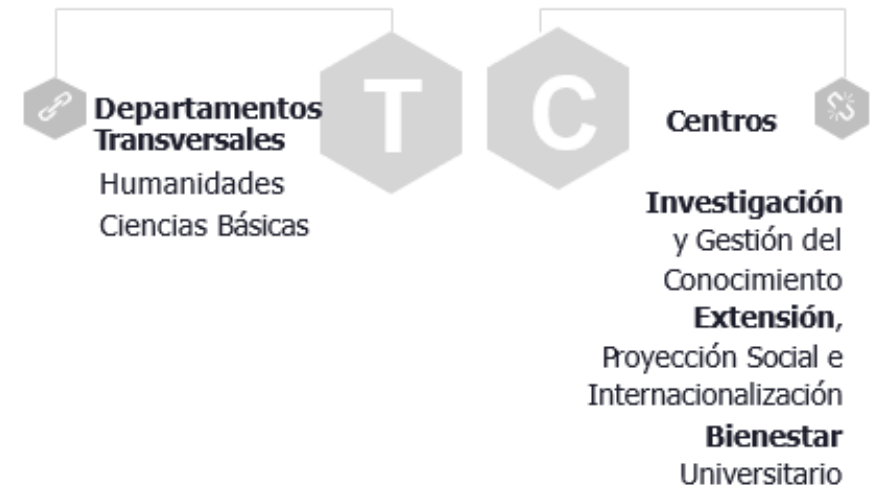 Departamentos
Transversales
Humanidades
Ciencias Básicas
T
C
Centros
Investigación
y Gestión del
Conocimiento
Extensión,
Proyección Social e
Internacionalización
Bienestar
Universitario